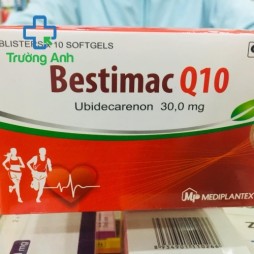 BLISTERS 10 SOFTGELS
Trường Anh
Bestimac Q10
Ubidecarenon 30,0 mg
MEDIPLANTEX